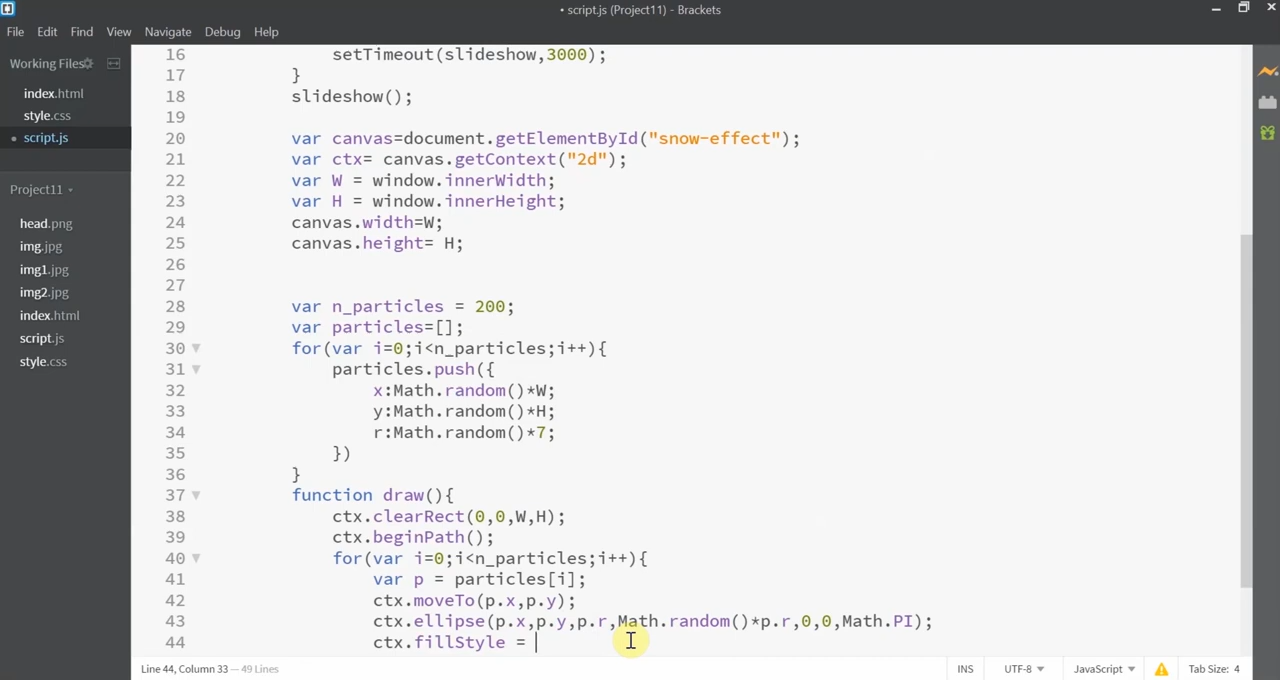 • script.js (Project11) - Brackets
File Edit Find View Navigate Debug Help
Working Files
index.html
style.css
• script.js
Project11
head.png
img.jpg
img1.jpg
img2.jpg
index.html
script.js
style.css
16 setTimeout(slideshow,3000);
17 }
18 slideshow();
19
20 var canvas=document.getElementById("snow-effect");
21 var ctx= canvas.getContext("2d");
22 var W = window.innerWidth;
23 var H = window.innerHeight;
24 canvas.width=W;
25 canvas.height= H;
26
27
28 var n_particles = 200;
29 var particles=[];
30 for(var i=0;i<n_particles;i++){
31 particles.push({
32 x:Math.random()*W;
33 y:Math.random()*H;
34 r:Math.random()*7;
35 })
36 }
37 function draw(){
38 ctx.clearRect(0,0,W,H);
39 ctx.beginPath();
40 for(var i=0;i<n_particles;i++){
41 var p = particles[i];
42 ctx.moveTo(p.x,p.y);
43 ctx.ellipse(p.x,p.y,p.r,Math.random()*p.r,0,0,Math.PI);
44 ctx.fillStyle =
Line 44, Column 33 — 49 Lines INS UTF-8 JavaScript Tab Size: 4